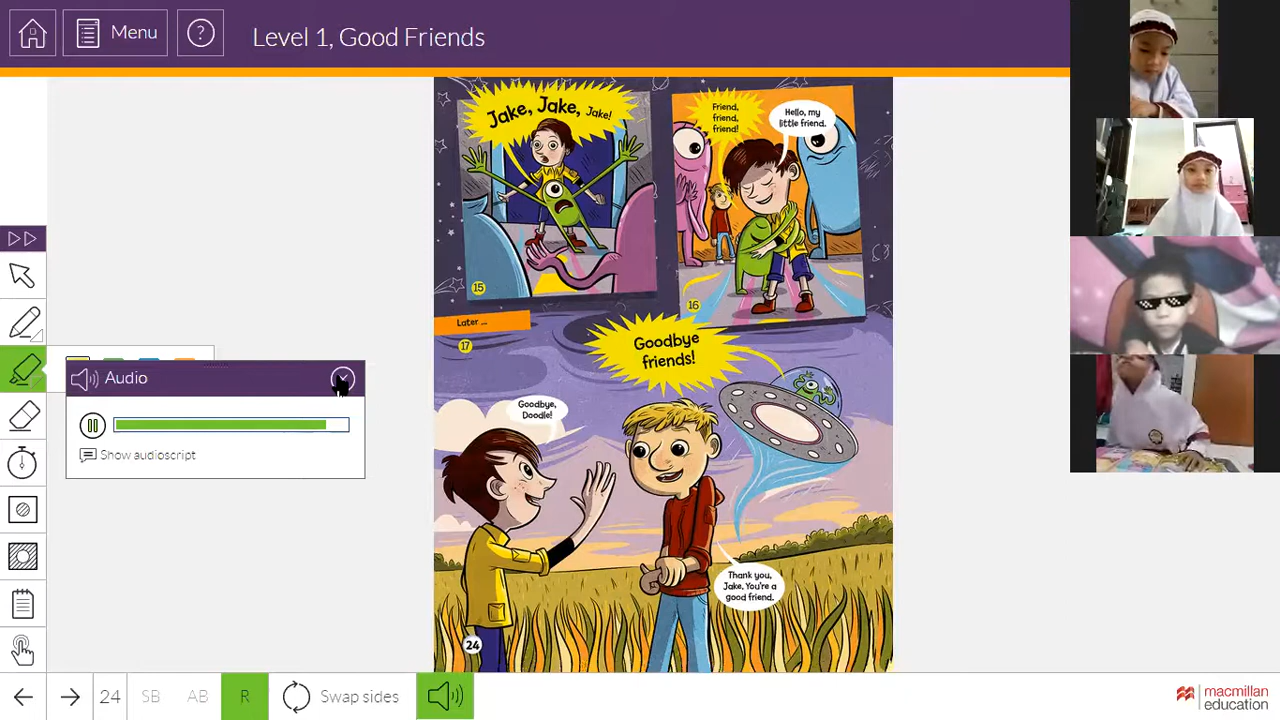 Menu
?
Level 1, Good Friends
Jake, Jake, Jake!
15
Friend,
friend,
friend!
Hello, my
little friend.
16
Later ...
17
Goodbye
friends!
Goodbye,
Doodle!
Thank you,
Jake. You're a
good friend.
24
Audio
Show audioscript
24
SB
AB
R
Swap sides
macmillan
education